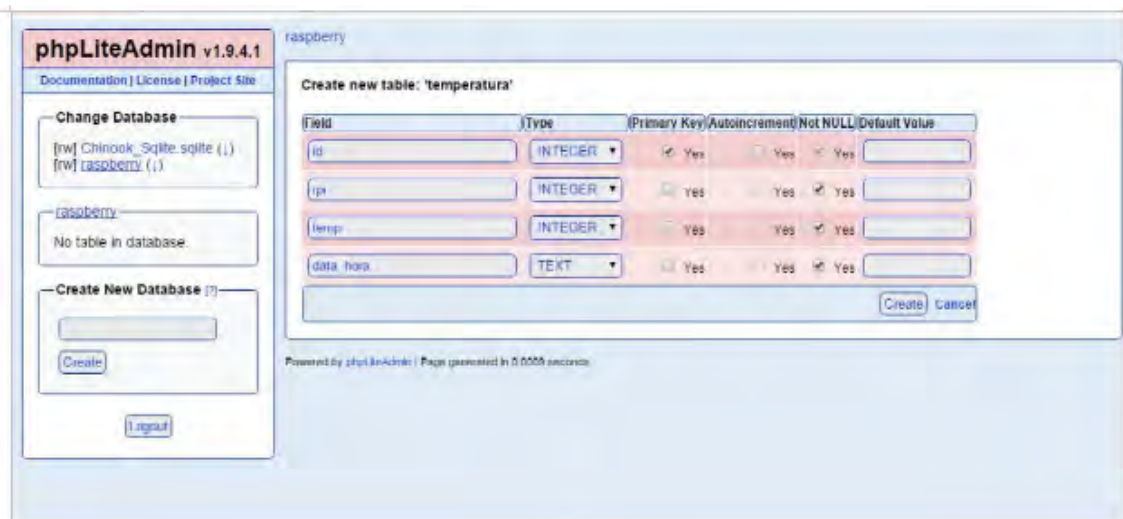 phpLiteAdmin v1.9.4.1
Documentation | License | Project Site
Change Database
[rw] Chinook_Sqlite.sqlite (↓)
[rw] raspberry (↓)
raspberry
No table in database.
Create New Database [?]
Create
Logout
raspberry
Create new table: 'temperatura'
Field Type Primary Key Autoincrement Not NULL Default Value
id INTEGER Yes Yes Yes
INTEGER Yes Yes Yes
temp INTEGER Yes Yes Yes
data_hora TEXT Yes Yes Yes
Create Cancel
Powered by phpLiteAdmin | Page generated in seconds.